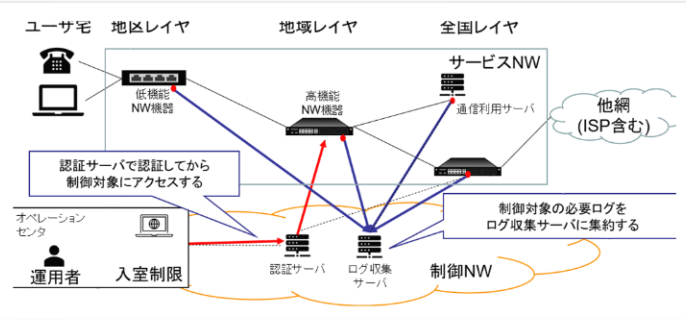 ユーザ宅
地区レイヤ
地域レイヤ
全国レイヤ
サービスNW
低機能
NW機器
高機能
NW機器
通信利用サーバ
他網
(ISP含む)
認証サーバで認証してから
制御対象にアクセスする
制御対象の必要ログを
ログ収集サーバに集約する
オペレーション
センタ
運用者
入室制限
認証サーバ
ログ収集
サーバ
制御NW